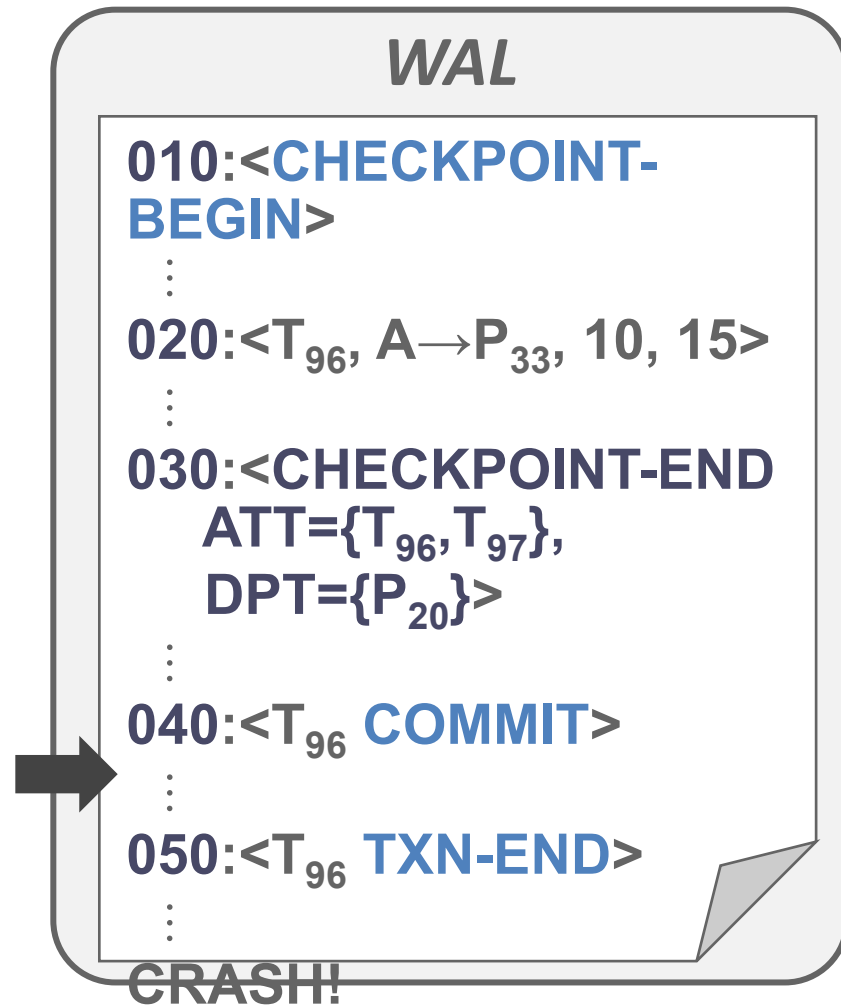 WAL
010:<CHECKPOINT-
BEGIN>
⋮
020:<T₉₆, A→P₃₃, 10, 15>
⋮
030:<CHECKPOINT-END
ATT={T₉₆,T₉₇},
DPT={P₂₀}>
⋮
040:<T₉₆ COMMIT>
⋮
050:<T₉₆ TXN-END>
⋮
CRASH!